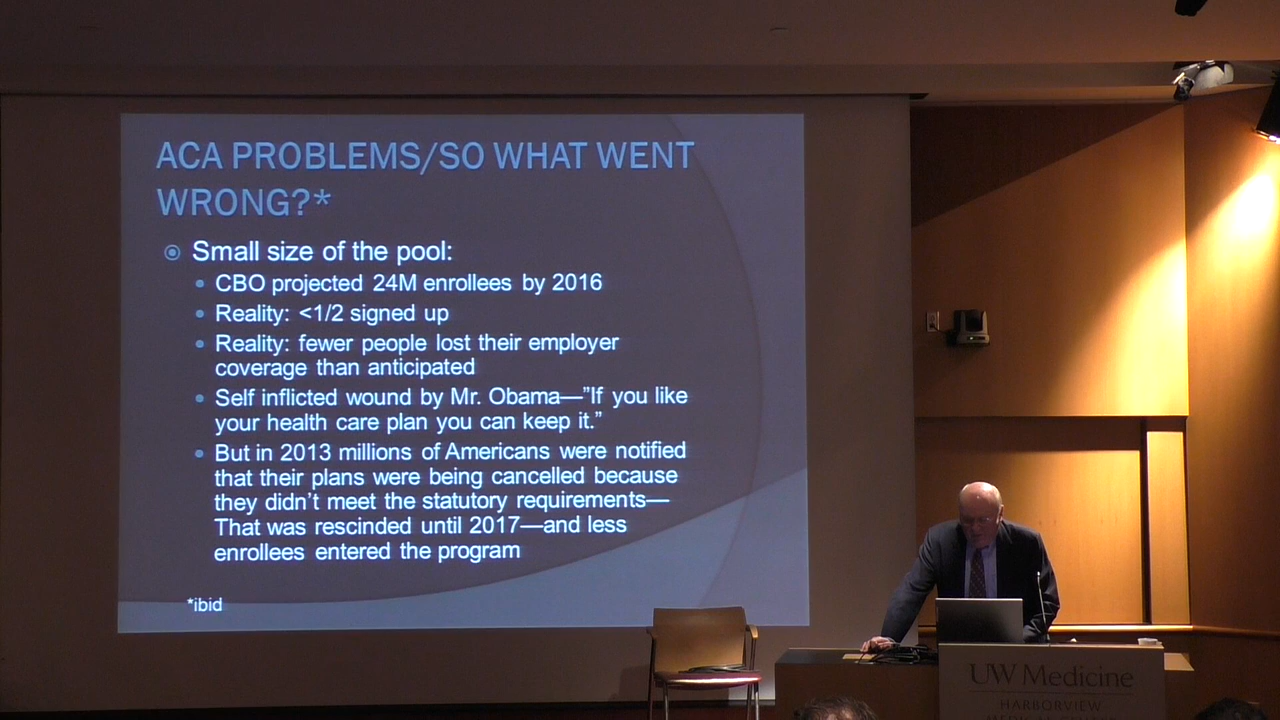 ACA PROBLEMS/SO WHAT WENT
WRONG?*
Small size of the pool:
CBO projected 24M enrollees by 2016
Reality: <1/2 signed up
Reality: fewer people lost their employer
coverage than anticipated
Self inflicted wound by Mr. Obama—”If you like
your health care plan you can keep it.”
But in 2013 millions of Americans were notified
that their plans were being cancelled because
they didn’t meet the statutory requirements—
That was rescinded until 2017—and less
enrollees entered the program
*ibid
UW Medicine
HARBORVIEW